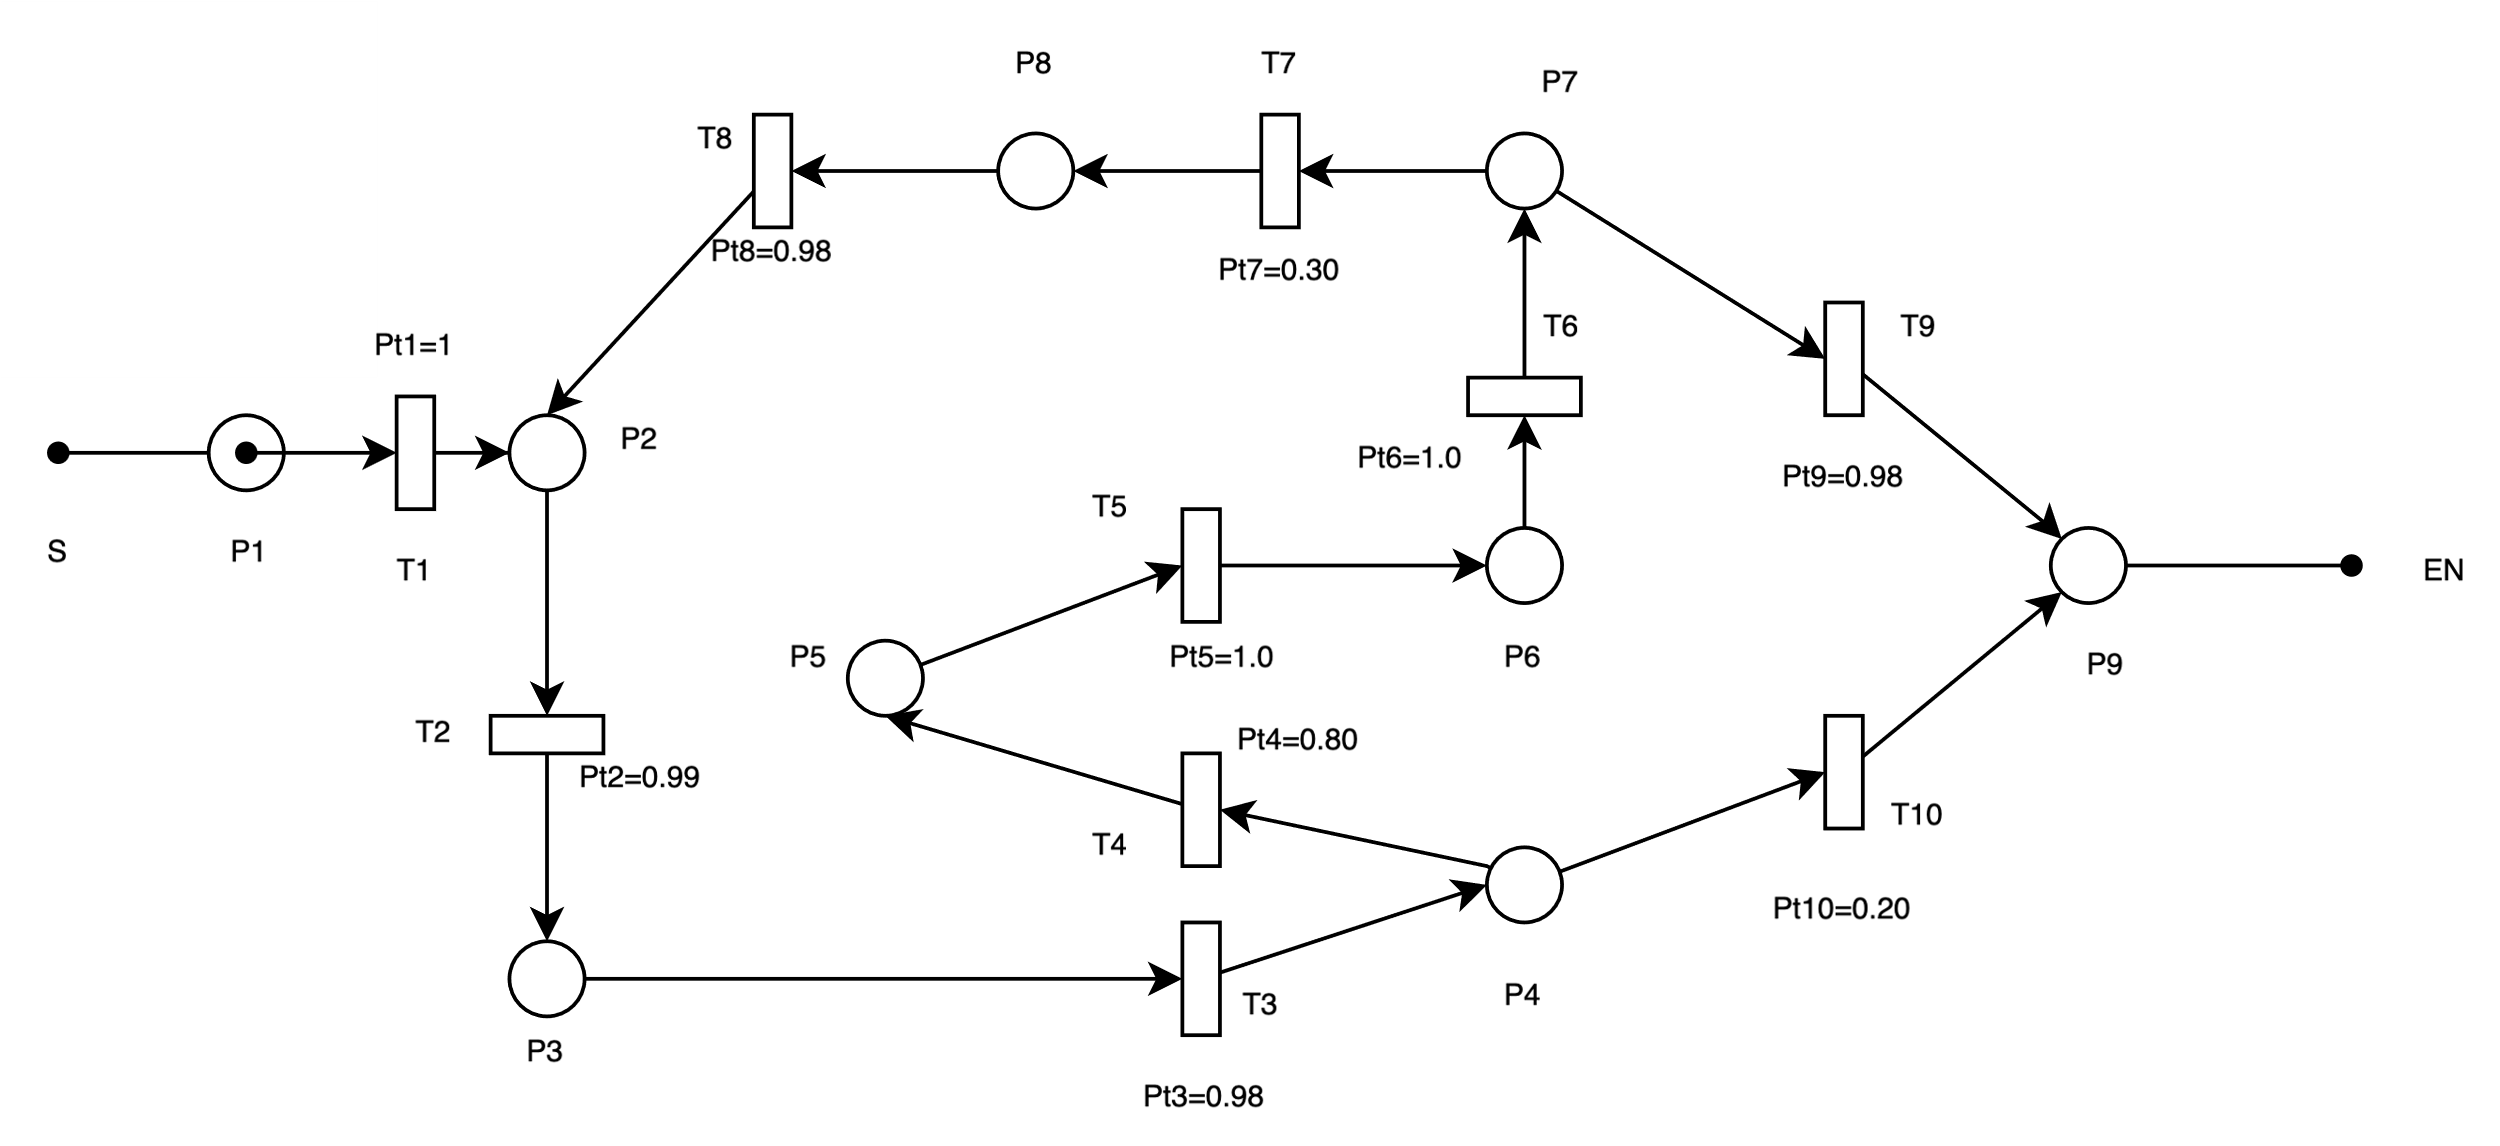 P8
T7
P7
T8
Pt8=0.98
Pt7=0.30
T6
T9
Pt1=1
P2
Pt6=1.0
Pt9=0.98
T5
S
P1
T1
EN
P5
Pt5=1.0
P6
P9
T2
Pt4=0.80
Pt2=0.99
T4
T10
Pt10=0.20
P4
T3
P3
Pt3=0.98